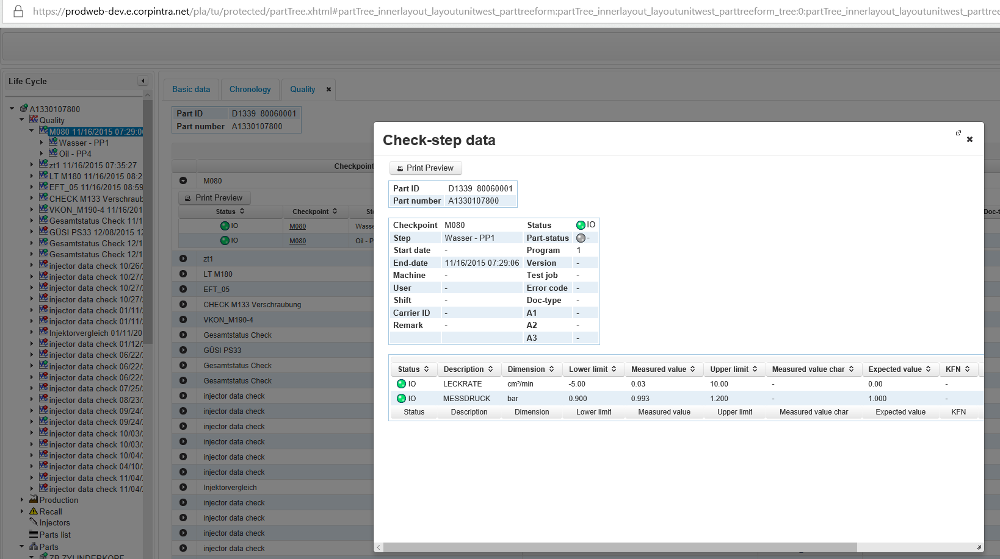 https://prodweb-dev.e.corpintra.net/pla/tu/protected/partTree.xhtml#partTree_innerlayout_layoutunitwest_parttreeform:partTree_innerlayout_layoutunitwest_parttreeform_tree:0:partTree_innerlayout_layoutunitwest_parttree
Life Cycle
A1330107800
Quality
M080 11/16/2015 07:29:0
Wasser - PP1
Oil - PP4
zt1 11/16/2015 07:35:27
LT M180 11/16/2015 08:2
EFT_05 11/16/2015 08:59
CHECK M133 Verschraub
VKON_M190-4 11/16/201
Gesamtstatus Check 11/1
GÜSI PS33 12/08/2015 12
Gesamtstatus Check 12/1
Gesamtstatus Check 12/1
injector data check 10/26/
injector data check 10/27/
injector data check 10/27/
injector data check 10/27/
injector data check 01/11/
injector data check 01/11/
Injektorvergleich 01/11/20
injector data check 01/12/
injector data check 06/22/
injector data check 06/22/
injector data check 06/22/
injector data check 07/25/
injector data check 08/23/
injector data check 09/24/
injector data check 09/24/
injector data check 10/03/
injector data check 10/03/
injector data check 10/04/
injector data check 04/10/
injector data check 11/04/
injector data check 11/04/
Production
Recall
Injectors
Parts list
Parts
ZB ZYLINDERKOPF
Basic data Chronology Quality
Part ID D1339 80060001
Part number A1330107800
Checkpoint
M080
Print Preview
Status Checkpoint St
IO M080 Wass
IO M080 Oil - P
zt1
LT M180
EFT_05
CHECK M133 Verschraubung
VKON_M190-4
Gesamtstatus Check
GÜSI PS33
Gesamtstatus Check
Gesamtstatus Check
injector data check
injector data check
injector data check
injector data check
injector data check
injector data check
Injektorvergleich
injector data check
injector data check
injector data check
injector data check
Doc-t
Check-step data
Print Preview
Part ID D1339 80060001
Part number A1330107800
Checkpoint M080 Status IO
Step Wasser - PP1 Part-status -
Start date - Program 1
End-date 11/16/2015 07:29:06 Version -
Machine - Test job -
User - Error code -
Shift - Doc-type -
Carrier ID - A1 -
Remark - A2 -
A3 -
Status Description Dimension Lower limit Measured value Upper limit Measured value char Expected value KFN
IO LECKRATE cm³/min -5.00 0.03 10.00 - 0.00 -
IO MESSDRUCK bar 0.900 0.993 1.200 - 1.000 -
Status Description Dimension Lower limit Measured value Upper limit Measured value char Expected value KFN